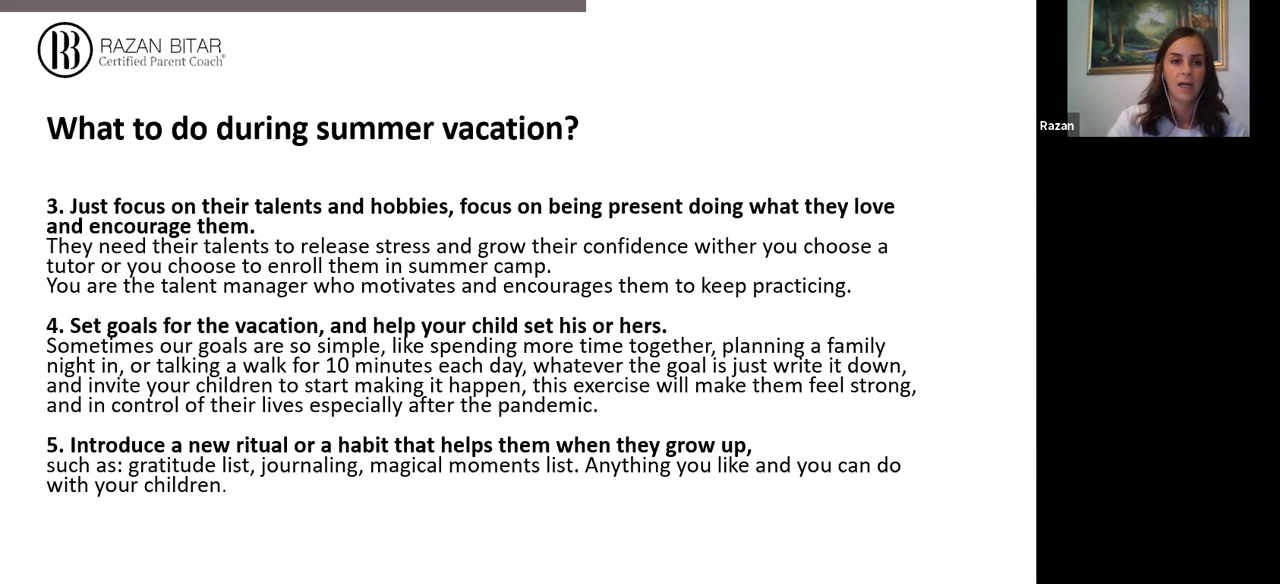 RAZAN BITAR
Certified Parent Coach®
What to do during summer vacation?
3. Just focus on their talents and hobbies, focus on being present doing what they love
and encourage them.
They need their talents to release stress and grow their confidence wither you choose a
tutor or you choose to enroll them in summer camp.
You are the talent manager who motivates and encourages them to keep practicing.
4. Set goals for the vacation, and help your child set his or hers.
Sometimes our goals are so simple, like spending more time together, planning a family
night in, or talking a walk for 10 minutes each day, whatever the goal is just write it down,
and invite your children to start making it happen, this exercise will make them feel strong,
and in control of their lives especially after the pandemic.
5. Introduce a new ritual or a habit that helps them when they grow up,
such as: gratitude list, journaling, magical moments list. Anything you like and you can do
with your children.
Razan